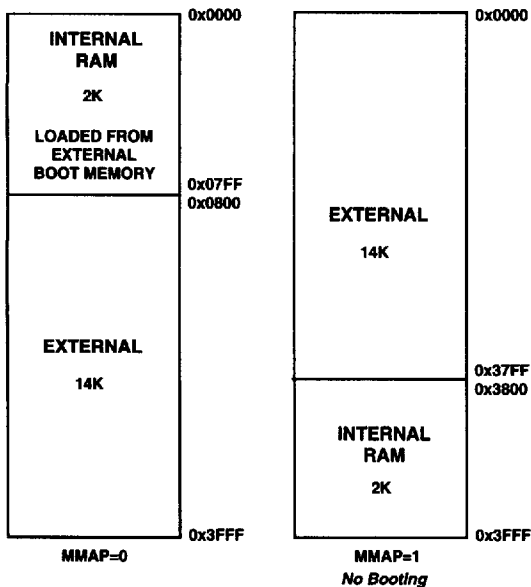 0x0000
INTERNAL
RAM
2K
LOADED FROM
EXTERNAL
BOOT MEMORY
0x07FF
0x0800
EXTERNAL
14K
0x3FFF
MMAP=0
0x0000
EXTERNAL
14K
0x37FF
0x3800
INTERNAL
RAM
2K
0x3FFF
MMAP=1
No Booting